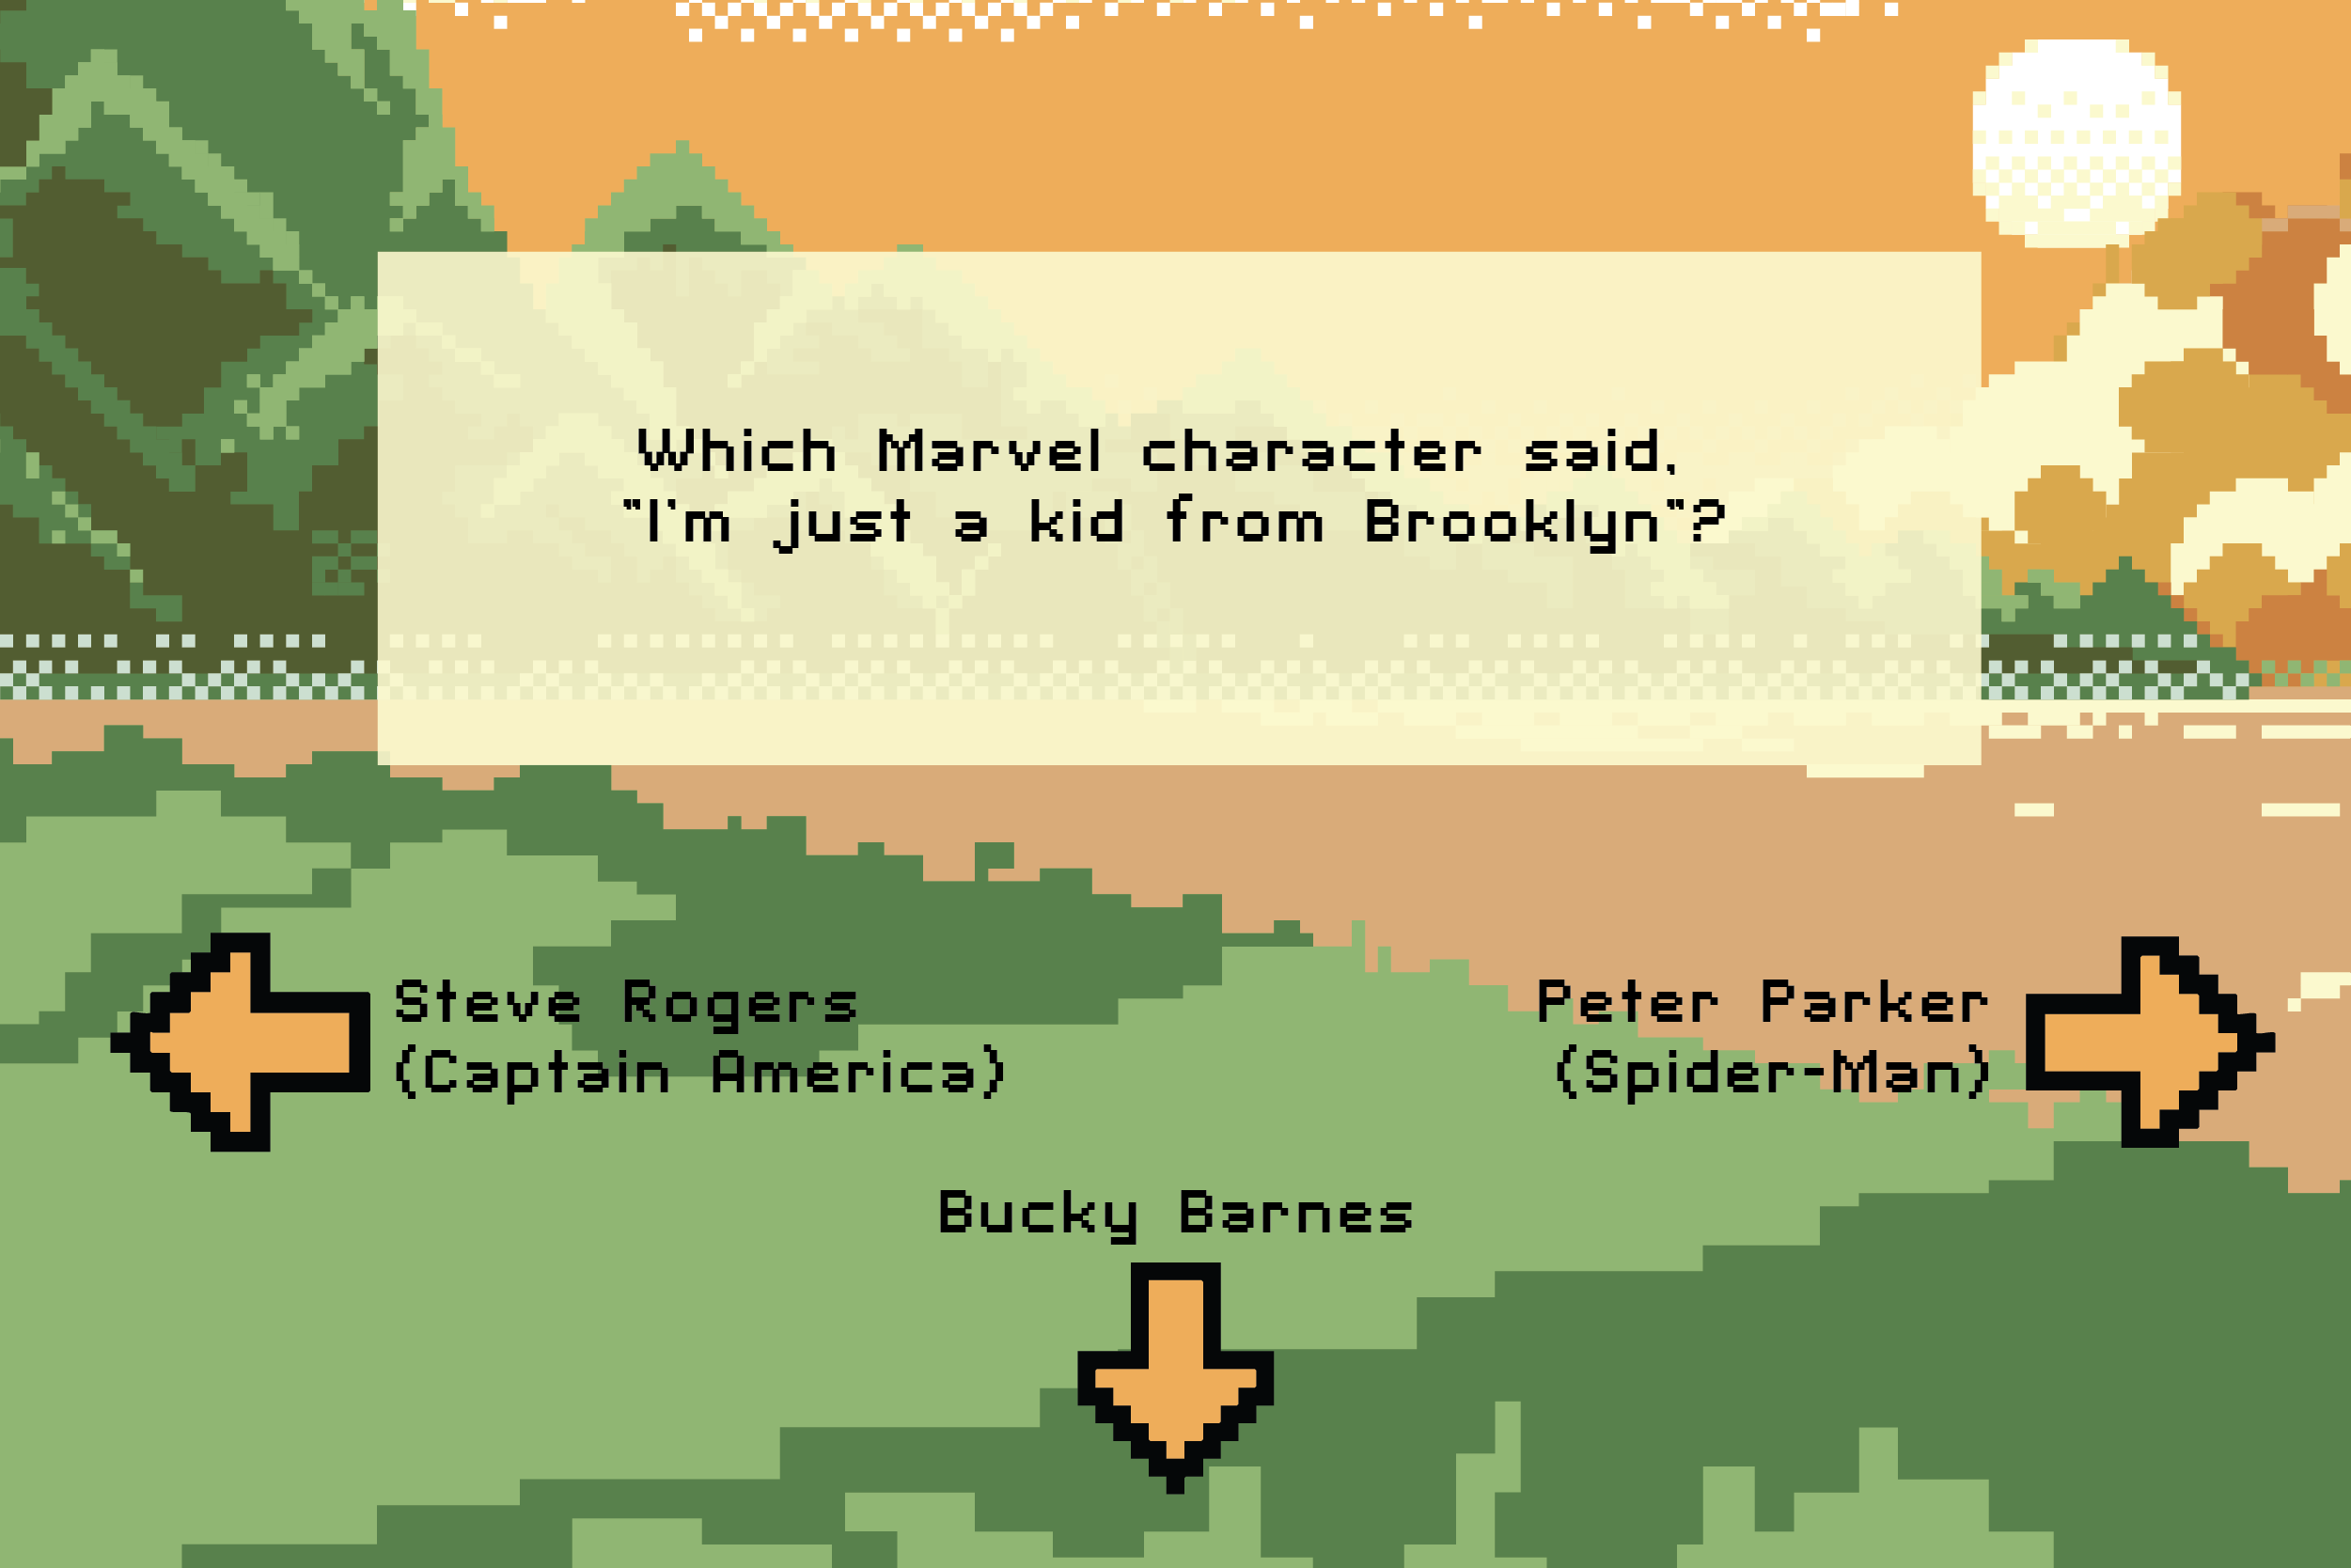 Which Marvel character said,
"I'm just a kid from Brooklyn"?
Steve Rogers
(Captain America)
Peter Parker
(Spider-Man)
Bucky Barnes